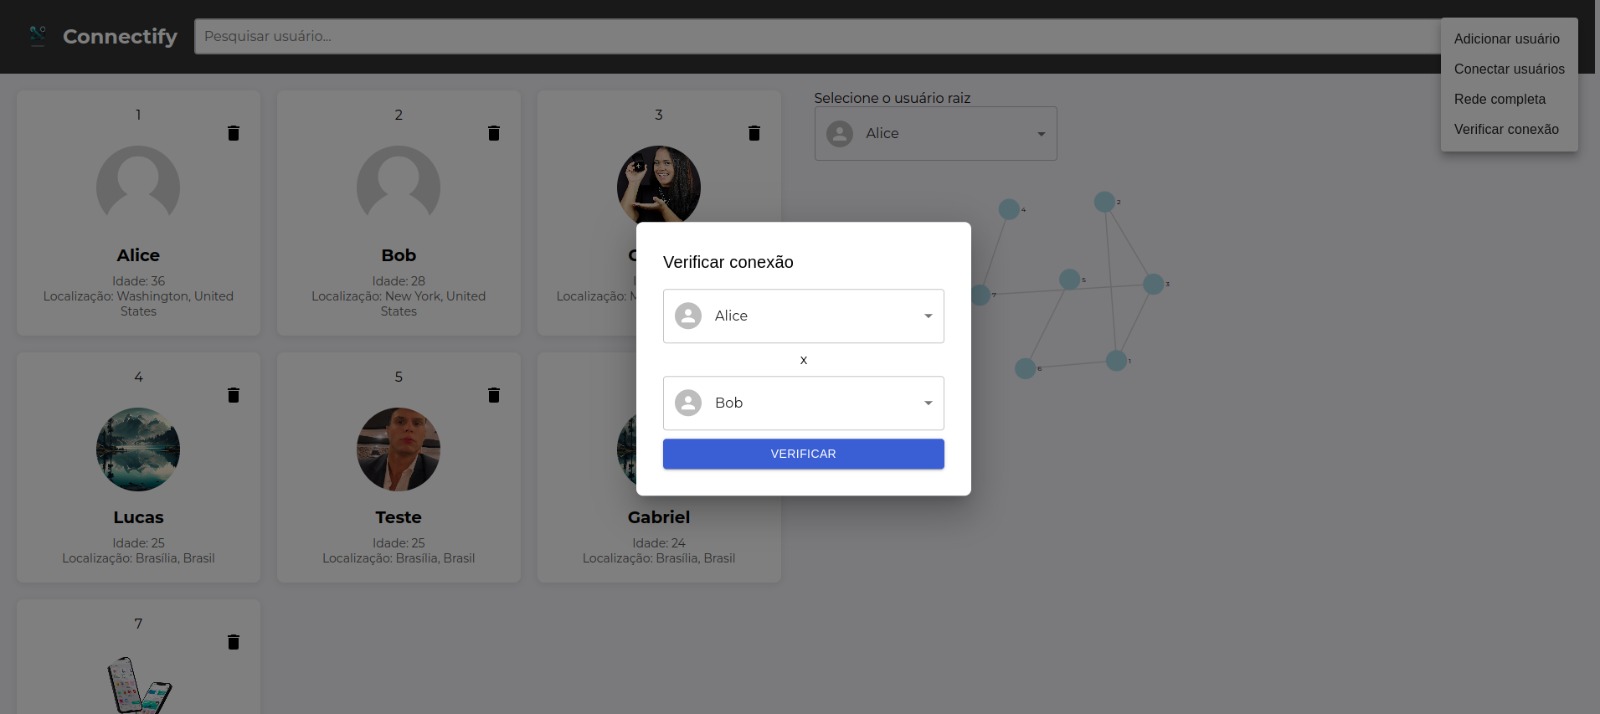 Connectify
Pesquisar usuário...
Adicionar usuário
Conectar usuários
Rede completa
Verificar conexão
1
Alice
Idade: 36
Localização: Washington, United
States
2
Bob
Idade: 28
Localização: New York, United
States
3
4
Lucas
Idade: 25
Localização: Brasília, Brasil
5
Teste
Idade: 25
Localização: Brasília, Brasil
Gabriel
Idade: 24
Localização: Brasília, Brasil
7
Selecione o usuário raiz
Alice
4
2
5
7
3
6
1
Verificar conexão
Alice
x
Bob
VERIFICAR